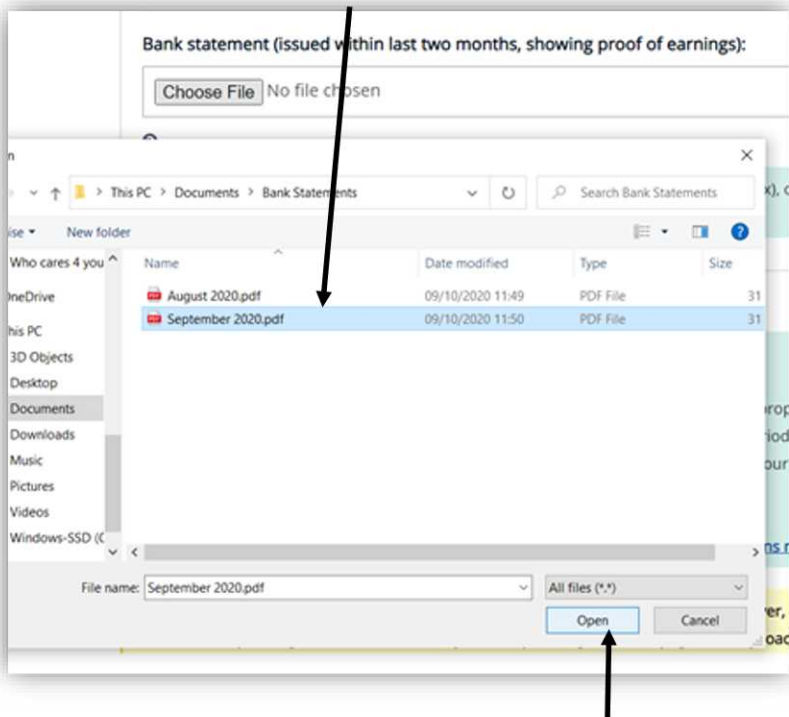 Bank statement (issued within last two months, showing proof of earnings):
Choose File No file chosen
This PC > Documents > Bank Statements
Search Bank Statements
New folder
Name Date modified Type Size
August 2020.pdf 09/10/2020 11:49 PDF File 31
September 2020.pdf 09/10/2020 11:50 PDF File 31
Who cares 4 you
OneDrive
his PC
3D Objects
Desktop
Documents
Downloads
Music
Pictures
Videos
Windows-SSD (C
File name: September 2020.pdf All files (*.*)
Open Cancel